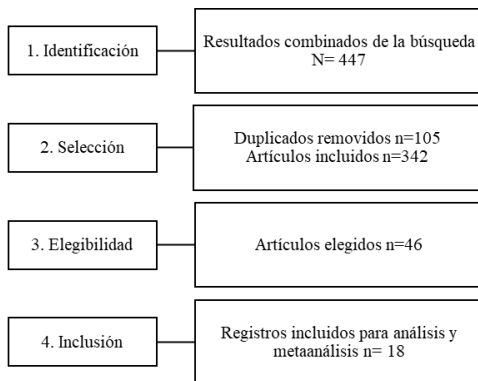 1. Identificación
Resultados combinados de la búsqueda
N= 447
2. Selección
Duplicados removidos n=105
Artículos incluidos n=342
3. Elegibilidad
Artículos elegidos n=46
4. Inclusión
Registros incluidos para análisis y
metaanálisis n= 18